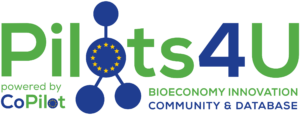 Pilots4U
powered by
CoPilot
BIOECONOMY INNOVATION
COMMUNITY & DATABASE